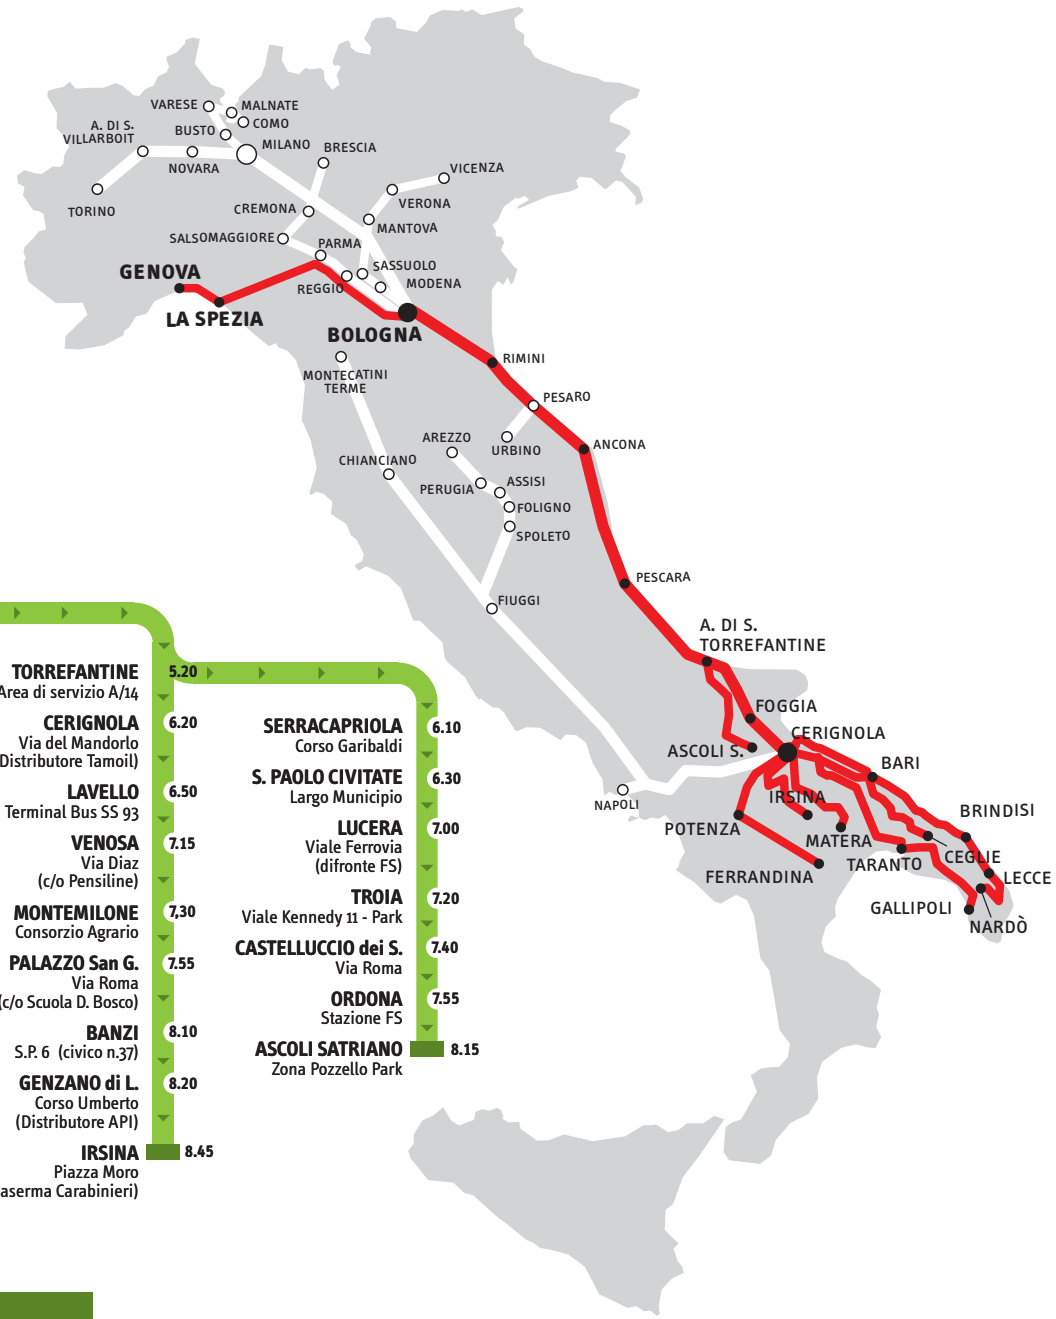 VARESE
MALNATE
COMO
A. DI S.
VILLARBOIT
BUSTO
MILANO
BRESCIA
NOVARA
VICENZA
VERONA
TORINO
CREMONA
MANTOVA
SALSOMAGGIORE
PARMA
SASSUOLO
GENOVA
REGGIO
MODENA
LA SPEZIA
BOLOGNA
RIMINI
MONTECATINI
TERME
PESARO
AREZZO
URBINO
ANCONA
CHIANCIANO
PERUGIA
ASSISI
FOLIGNO
SPOLETO
PESCARA
FIUGGI
A. DI S.
TORREFANTINE
FOGGIA
CERIGNOLA
ASCOLI S.
BARI
NAPOLI
IRSINA
BRINDISI
POTENZA
MATERA
TARANTO
CEGLIE
FERRANDINA
LECCE
GALLIPOLI
NARDÒ
TORREFANTINE 5.20
Area di servizio A/14
CERIGNOLA 6.20
Via del Mandorlo
Distributore Tamoil)
LAVELLO 6.50
Terminal Bus SS 93
VENOSA 7.15
Via Diaz
(c/o Pensiline)
MONTEMILONE 7,30
Consorzio Agrario
PALAZZO San G. 7.55
Via Roma
(c/o Scuola D. Bosco)
BANZI 8.10
S.P. 6 (civico n.37)
GENZANO di L. 8.20
Corso Umberto
(Distributore API)
IRSINA 8.45
Piazza Moro
aserma Carabinieri)
SERRACAPRIOLA 6.10
Corso Garibaldi
S. PAOLO CIVITATE 6.30
Largo Municipio
LUCERA 7.00
Viale Ferrovia
(difronte FS)
TROIA 7.20
Viale Kennedy 11 - Park
CASTELLUCCIO dei S. 7.40
Via Roma
ORDONA 7.55
Stazione FS
ASCOLI SATRIANO 8.15
Zona Pozzello Park